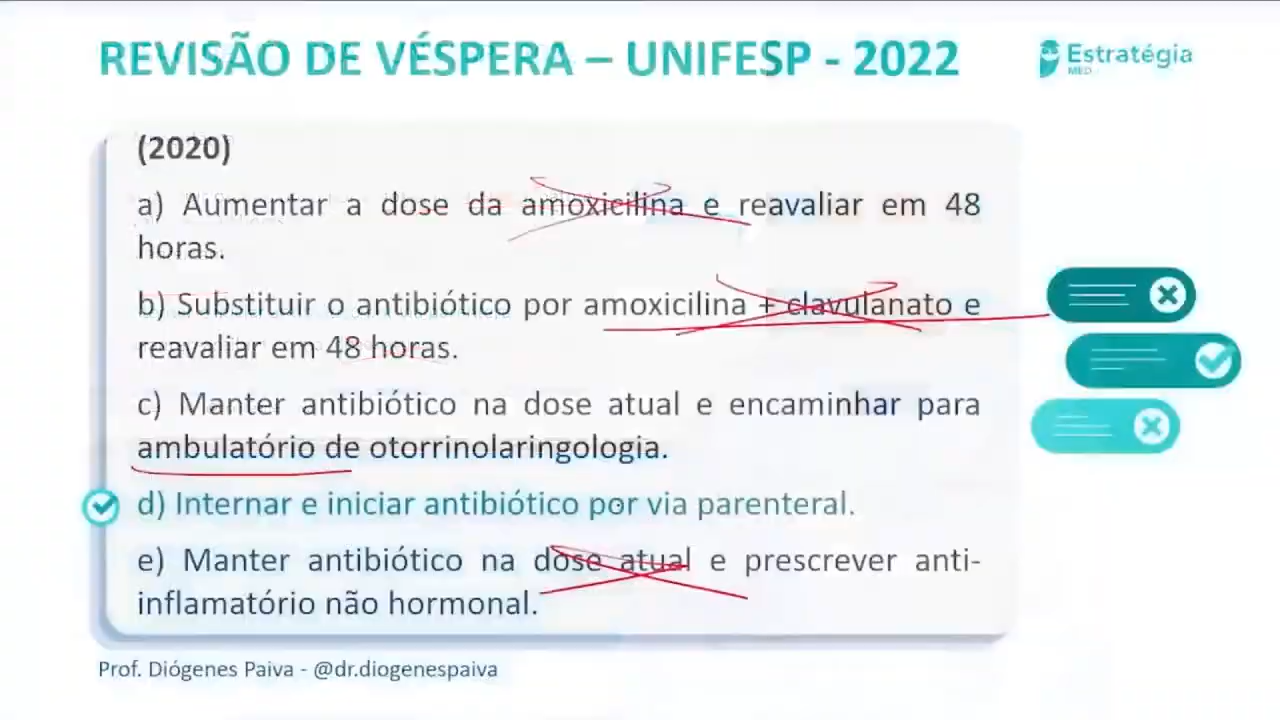 REVISÃO DE VÉSPERA – UNIFESP - 2022
Estratégia
MED
(2020)
a) Aumentar a dose da amoxicilina e reavaliar em 48
horas.
b) Substituir o antibiótico por amoxicilina + clavulanato e
reavaliar em 48 horas.
c) Manter antibiótico na dose atual e encaminhar para
ambulatório de otorrinolaringologia.
d) Internar e iniciar antibiótico por via parenteral.
e) Manter antibiótico na dose atual e prescrever anti-
inflamatório não hormonal.
Prof. Diógenes Paiva - @dr.diogenespaiva